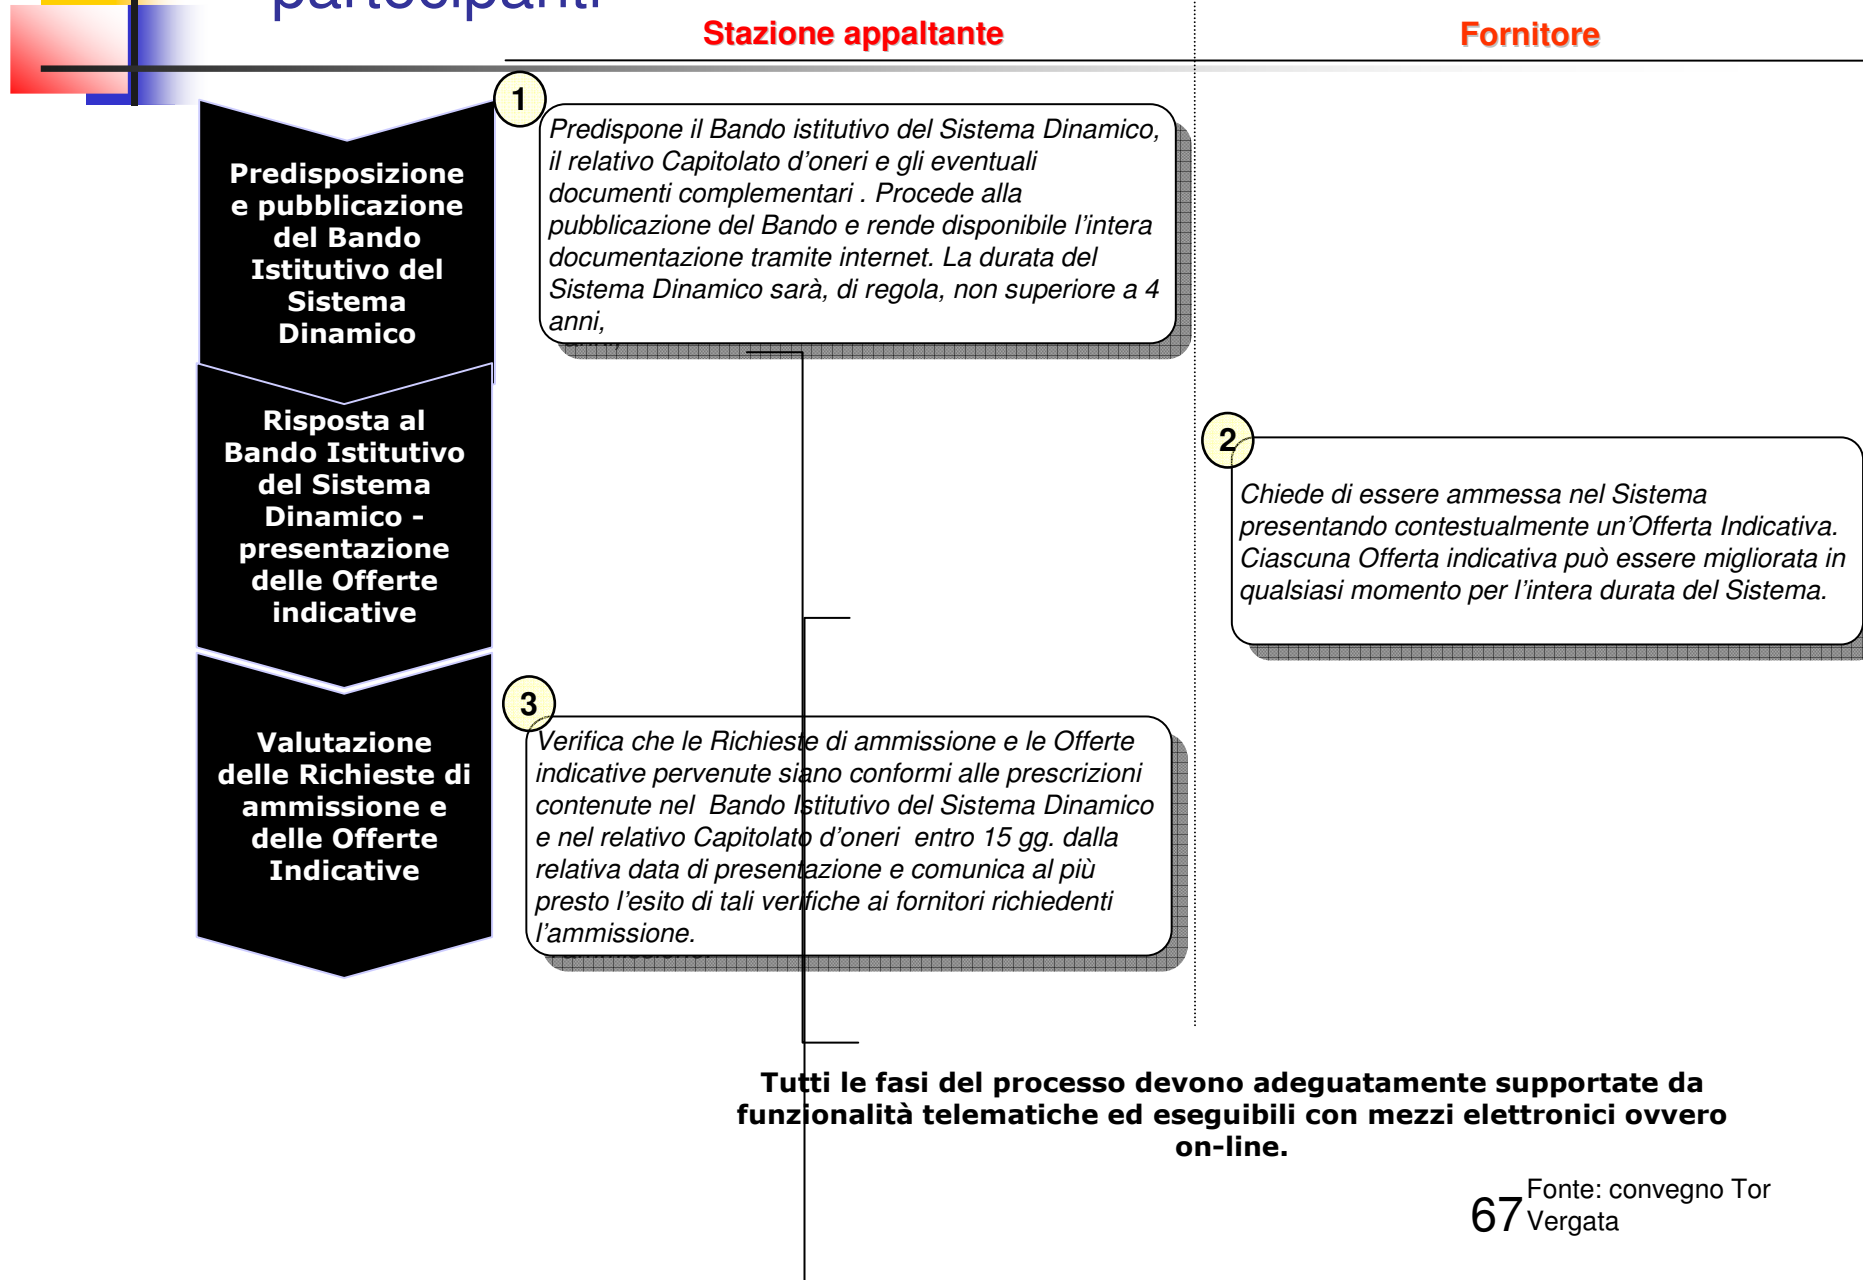 partecipanti
Stazione appaltante
Fornitore
Predisposizione
e pubblicazione
del Bando
Istitutivo del
Sistema
Dinamico
1
Predispone il Bando istitutivo del Sistema Dinamico,
il relativo Capitolato d’oneri e gli eventuali
documenti complementari . Procede alla
pubblicazione del Bando e rende disponibile l’intera
documentazione tramite internet. La durata del
Sistema Dinamico sarà, di regola, non superiore a 4
anni,
Risposta al
Bando Istitutivo
del Sistema
Dinamico -
presentazione
delle Offerte
indicative
2
Chiede di essere ammessa nel Sistema
presentando contestualmente un’Offerta Indicativa.
Ciascuna Offerta indicativa può essere migliorata in
qualsiasi momento per l’intera durata del Sistema.
Valutazione
delle Richieste di
ammissione e
delle Offerte
Indicative
3
Verifica che le Richieste di ammissione e le Offerte
indicative pervenute siano conformi alle prescrizioni
contenute nel  Bando Istitutivo del Sistema Dinamico
e nel relativo Capitolato d’oneri  entro 15 gg. dalla
relativa data di presentazione e comunica al più
presto l’esito di tali verifiche ai fornitori richiedenti
l’ammissione.
Tutti le fasi del processo devono adeguatamente supportate da
funzionalità telematiche ed eseguibili con mezzi elettronici ovvero
on-line.
67
Fonte: convegno Tor
Vergata